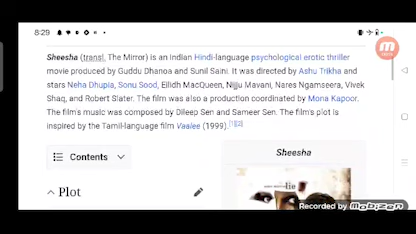 8:29
Sheesha (transl. The Mirror) is an Indian Hindi-language psychological erotic thriller
movie produced by Guddu Dhanoa and Sunil Saini. It was directed by Ashu Trikha and
stars Neha Dhupia, Sonu Sood, Eilidh MacQueen, Nijju Mavani, Nares Ngamseera, Vivek
Shaq, and Robert Slater. The film was also a production coordinated by Mona Kapoor.
The film's music was composed by Dileep Sen and Sameer Sen. The film's plot is
inspired by the Tamil-language film Vaalee (1999).[1][2]
Contents
Sheesha
Plot
lie
Recorded by Mobizen